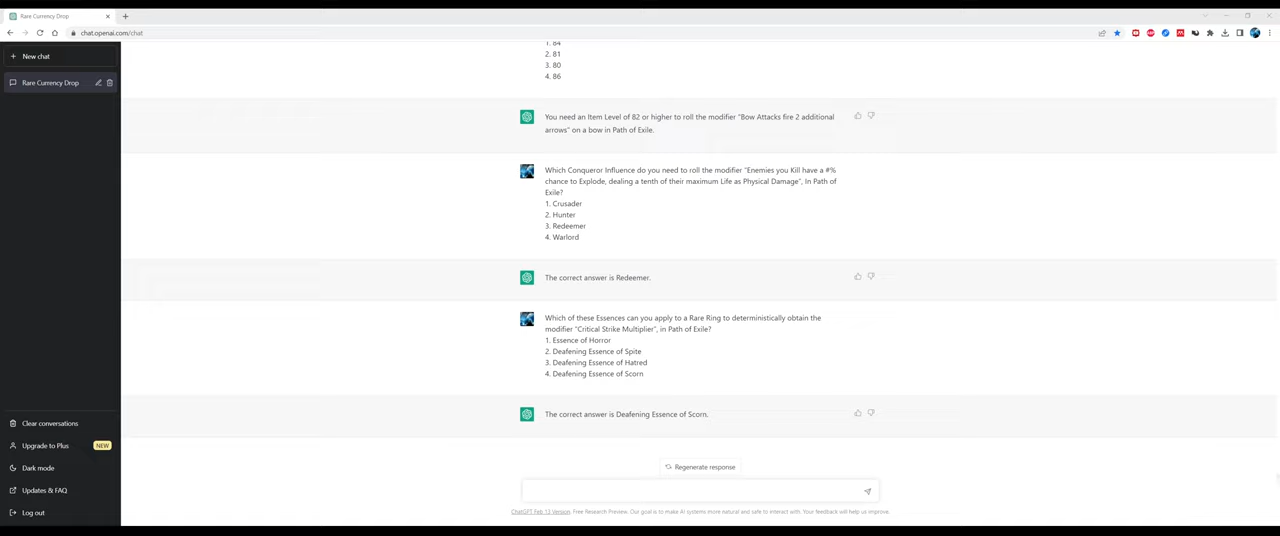 Rare Currency Drop
chat.openai.com/chat
New chat
Rare Currency Drop
1. 84
2. 81
3. 80
4. 86
You need an Item Level of 82 or higher to roll the modifier "Bow Attacks fire 2 additional
arrows" on a bow in Path of Exile.
Which Conqueror Influence do you need to roll the modifier "Enemies you Kill have a #%
chance to Explode, dealing a tenth of their maximum Life as Physical Damage", in Path of
Exile?
1. Crusader
2. Hunter
3. Redeemer
4. Warlord
The correct answer is Redeemer.
Which of these Essences can you apply to a Rare Ring to deterministically obtain the
modifier "Critical Strike Multiplier", in Path of Exile?
1. Essence of Horror
2. Deafening Essence of Spite
3. Deafening Essence of Hatred
4. Deafening Essence of Scorn
The correct answer is Deafening Essence of Scorn.
Clear conversations
Upgrade to Plus NEW
Dark mode
Updates & FAQ
Log out
Regenerate response
ChatGPT Feb 13 Version. Free Research Preview. Our goal is to make AI systems more natural and safe to interact with. Your feedback will help us improve.